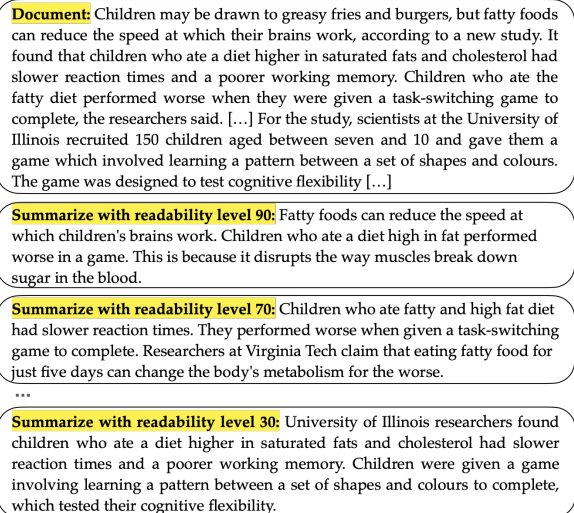 Document: Children may be drawn to greasy fries and burgers, but fatty foods
can reduce the speed at which their brains work, according to a new study. It
found that children who ate a diet higher in saturated fats and cholesterol had
slower reaction times and a poorer working memory. Children who ate the
fatty diet performed worse when they were given a task-switching game to
complete, the researchers said. […] For the study, scientists at the University of
Illinois recruited 150 children aged between seven and 10 and gave them a
game which involved learning a pattern between a set of shapes and colours.
The game was designed to test cognitive flexibility […]
Summarize with readability level 90: Fatty foods can reduce the speed at
which children's brains work. Children who ate a diet high in fat performed
worse in a game. This is because it disrupts the way muscles break down
sugar in the blood.
Summarize with readability level 70: Children who ate fatty and high fat diet
had slower reaction times. They performed worse when given a task-switching
game to complete. Researchers at Virginia Tech claim that eating fatty food for
just five days can change the body's metabolism for the worse.
...
Summarize with readability level 30: University of Illinois researchers found
children who ate a diet higher in saturated fats and cholesterol had slower
reaction times and a poorer working memory. Children were given a game
involving learning a pattern between a set of shapes and colours to complete,
which tested their cognitive flexibility.